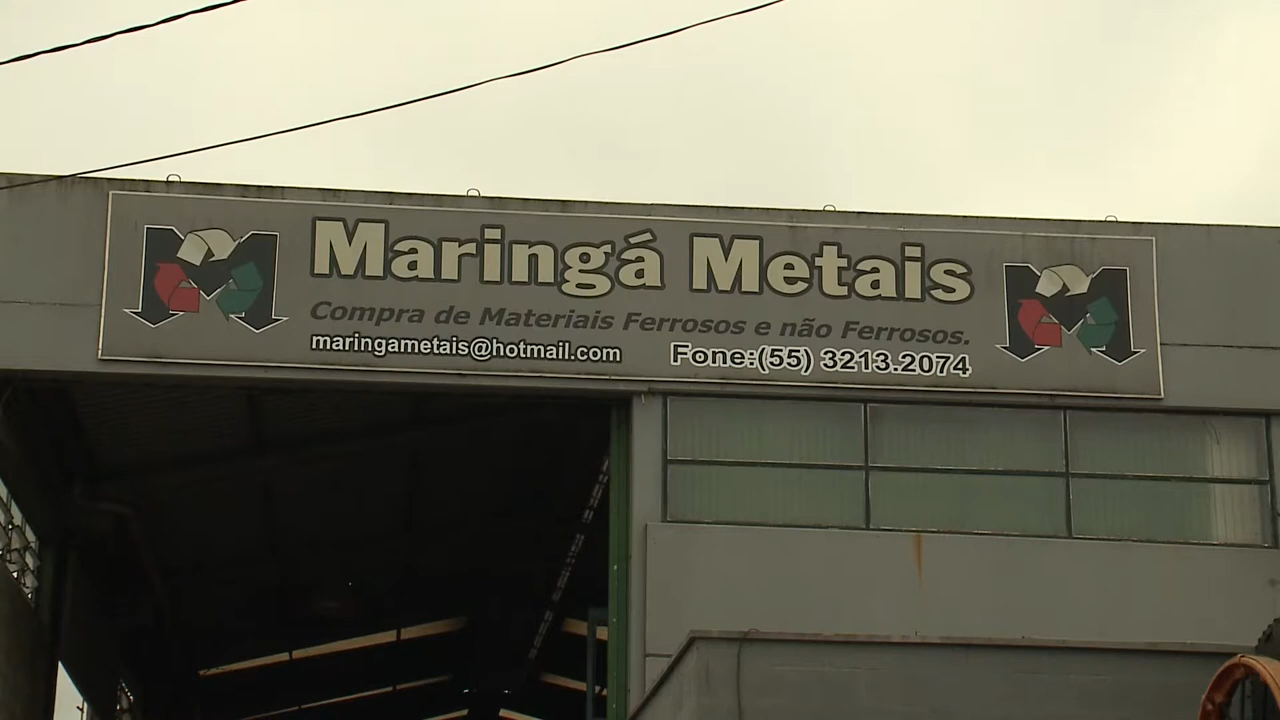 Maringá Metais
Compra de Materiais Ferrosos e não Ferrosos.
maringametais@hotmail.com Fone:(55) 3213.2074